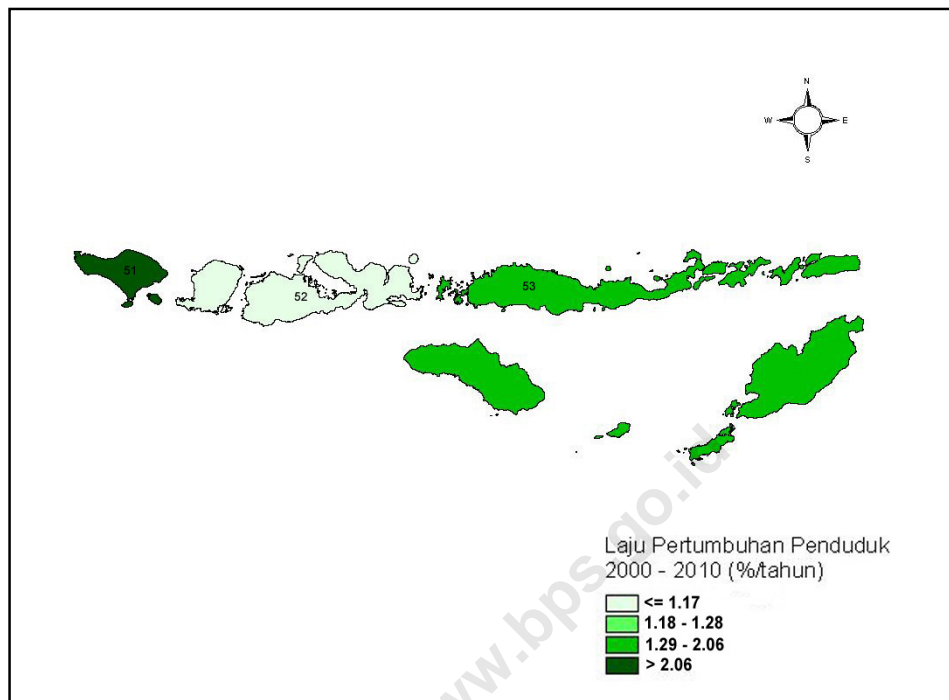 N
W E
S
51
52
53
www.bps.go.id
Laju Pertumbuhan Penduduk
2000 - 2010 (%/tahun)
<= 1.17
1.18 - 1.28
1.29 - 2.06
> 2.06